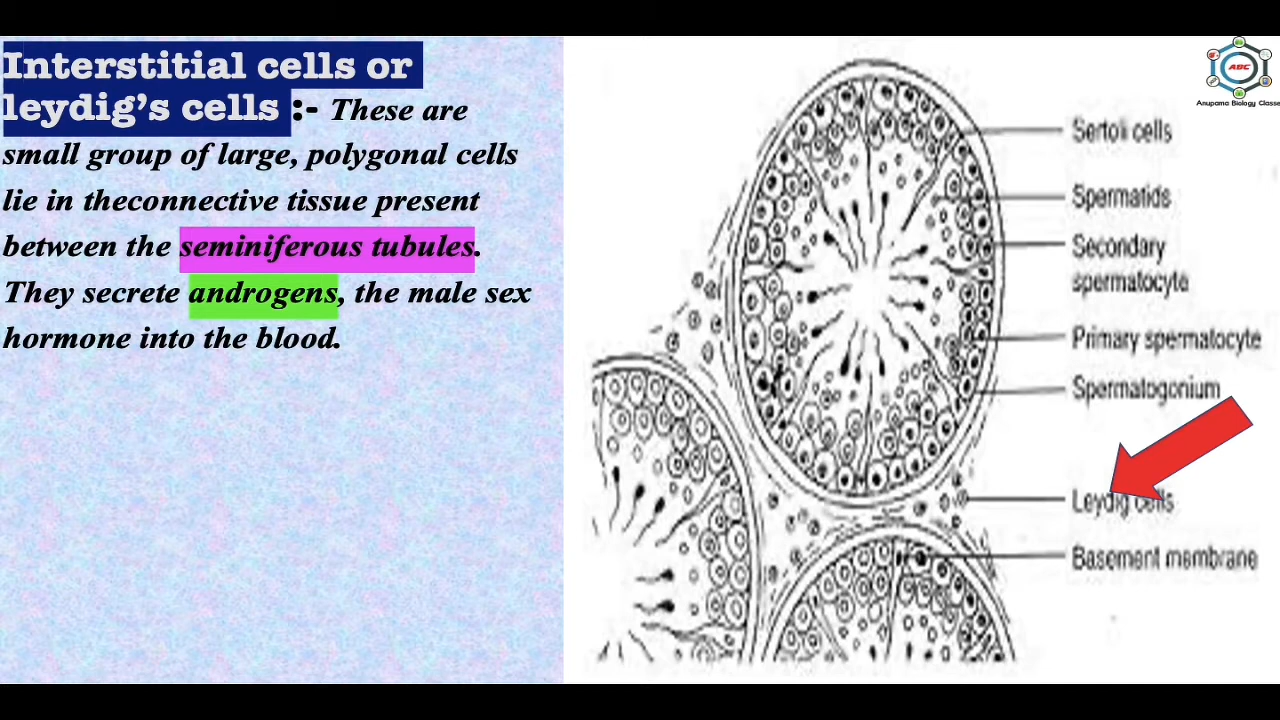 Interstitial cells or
leydig's cells :- These are
small group of large, polygonal cells
lie in theconnective tissue present
between the seminiferous tubules.
They secrete androgens, the male sex
hormone into the blood.
ABC
Anupama Biology Classe
Sertoli cells
Spermatids
Secondary
spermatocyte
Primary spermatocyte
Spermatogonium
Leydig cells
Basement membrane